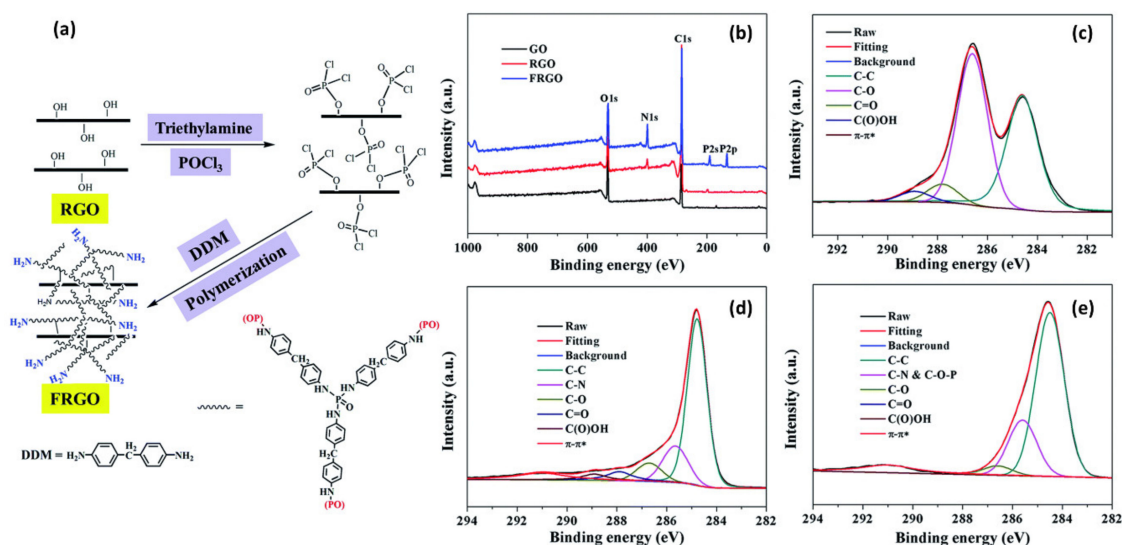 (a)
OH
OH
OH
OH
OH
OH
RGO
Triethylamine
POCl3
Cl
Cl
Cl
O
P
P
Cl
O
O
O
O
P
O
Cl
Cl
Cl
Cl
Cl
Cl
O
P
P
O
O
O
O
P
O
Cl
Cl
DDM
Polymerization
H2N
H2N
NH2
H2N
NH2
H2N
NH2
H2N
NH2
H2N
NH2
FRGO
DDM =
H2N
CH2
C
NH2
=
(OP)
HN
CH2
C
HN
(PO)
NH
H2C
C
NH
P=O
HN
CH2
C
NH
(PO)
(b)
GO
RGO
FRGO
O1s
N1s
C1s
P2s
P2p
Intensity (a.u.)
1000 800 600 400 200 0
Binding energy (eV)
(c)
Raw
Fitting
Background
C-C
C-O
C=O
C(O)OH
π-π*
Intensity (a.u.)
292 290 288 286 284 282
Binding energy (eV)
(d)
Raw
Fitting
Background
C-C
C-N
C-O
C=O
C(O)OH
π-π*
Intensity (a.u.)
294 292 290 288 286 284 282
Binding energy (eV)
(e)
Raw
Fitting
Background
C-C
C-N & C-O-P
C-O
C=O
C(O)OH
π-π*
Intensity (a.u.)
294 292 290 288 286 284 282
Binding energy (eV)